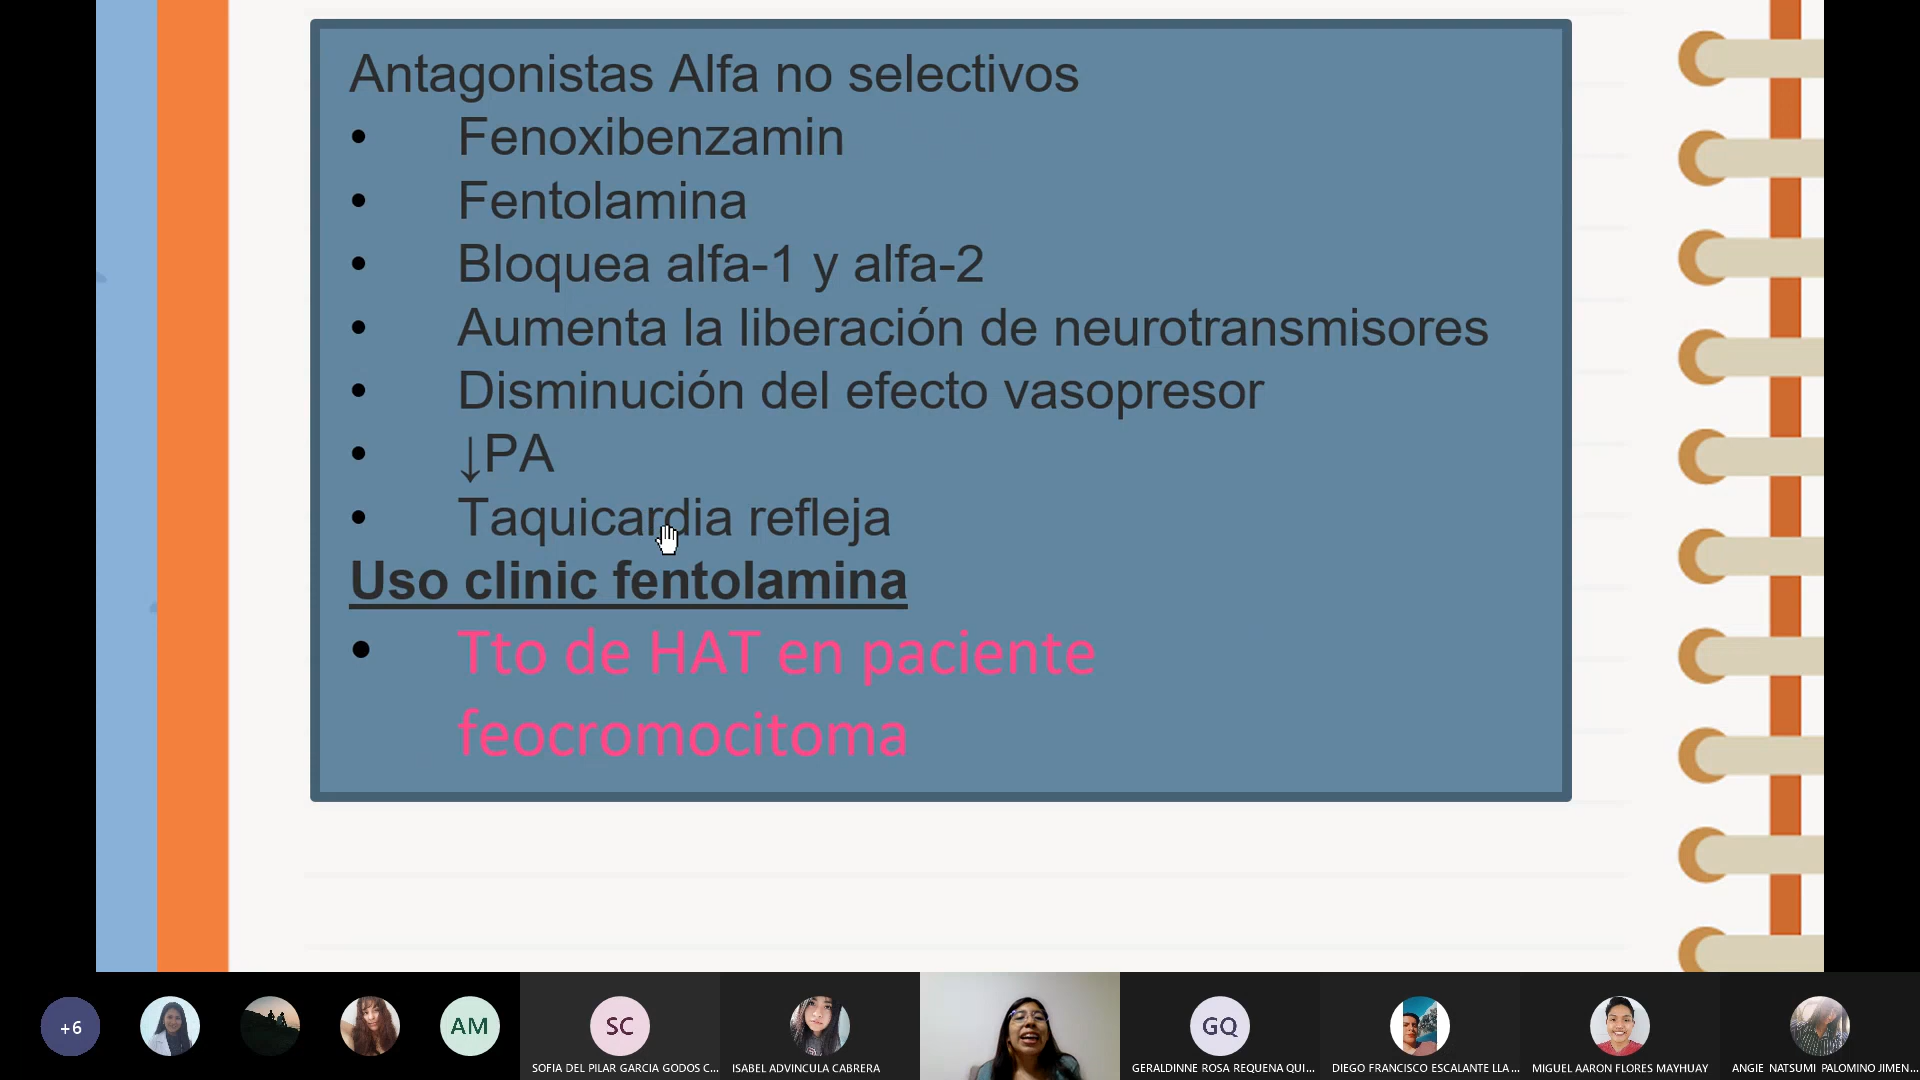 Antagonistas Alfa no selectivos
• Fenoxibenzamin
• Fentolamina
• Bloquea alfa-1 y alfa-2
• Aumenta la liberación de neurotransmisores
• Disminución del efecto vasopresor
• ↓PA
• Taquicardia refleja
Uso clinic fentolamina
• Tto de HAT en paciente
feocromocitoma
+6
AM
SC
GQ
SOFIA DEL PILAR GARCIA GODOS C...
ISABEL ADVINCULA CABRERA
GERALDINNE ROSA REQUENA QUI...
DIEGO FRANCISCO ESCALANTE LLA...
MIGUEL AARON FLORES MAYHUAY
ANGIE NATSUMI PALOMINO JIMEN...